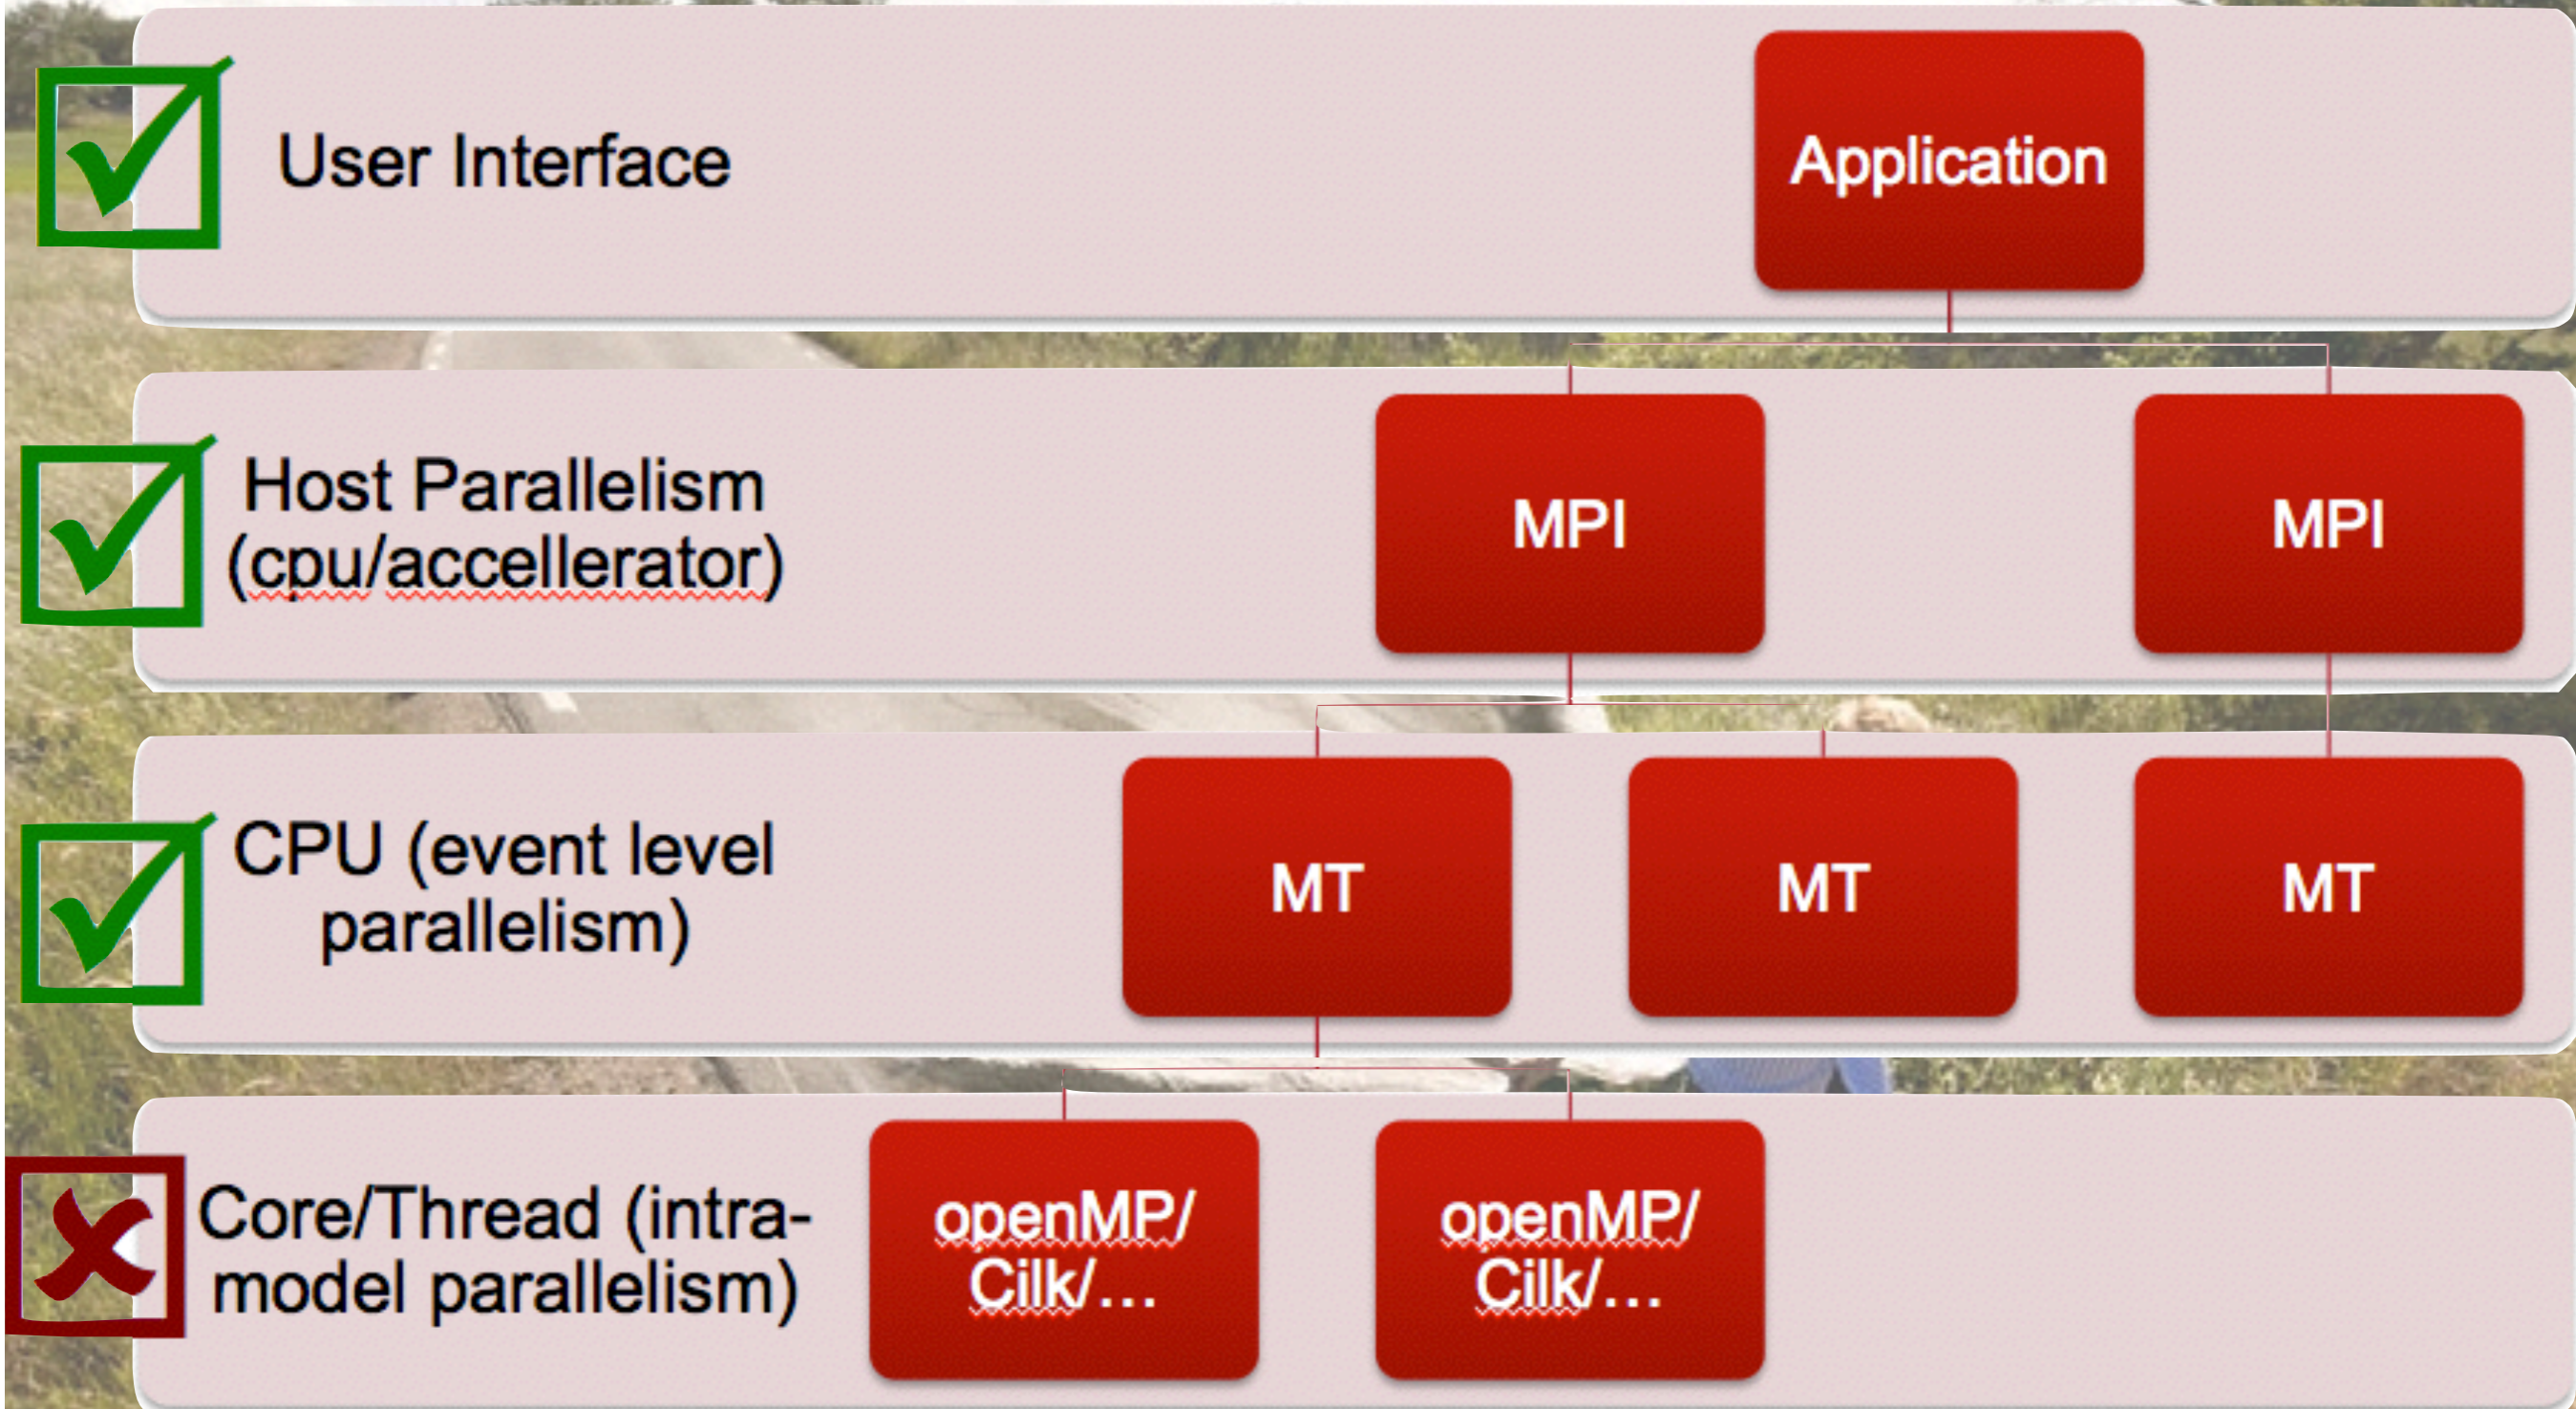 User Interface
Application
Host Parallelism
(cpu/accellerator)
MPI
MPI
CPU (event level
parallelism)
MT
MT
MT
Core/Thread (intra-
model parallelism)
openMP/
Cilk/...
openMP/
Cilk/...